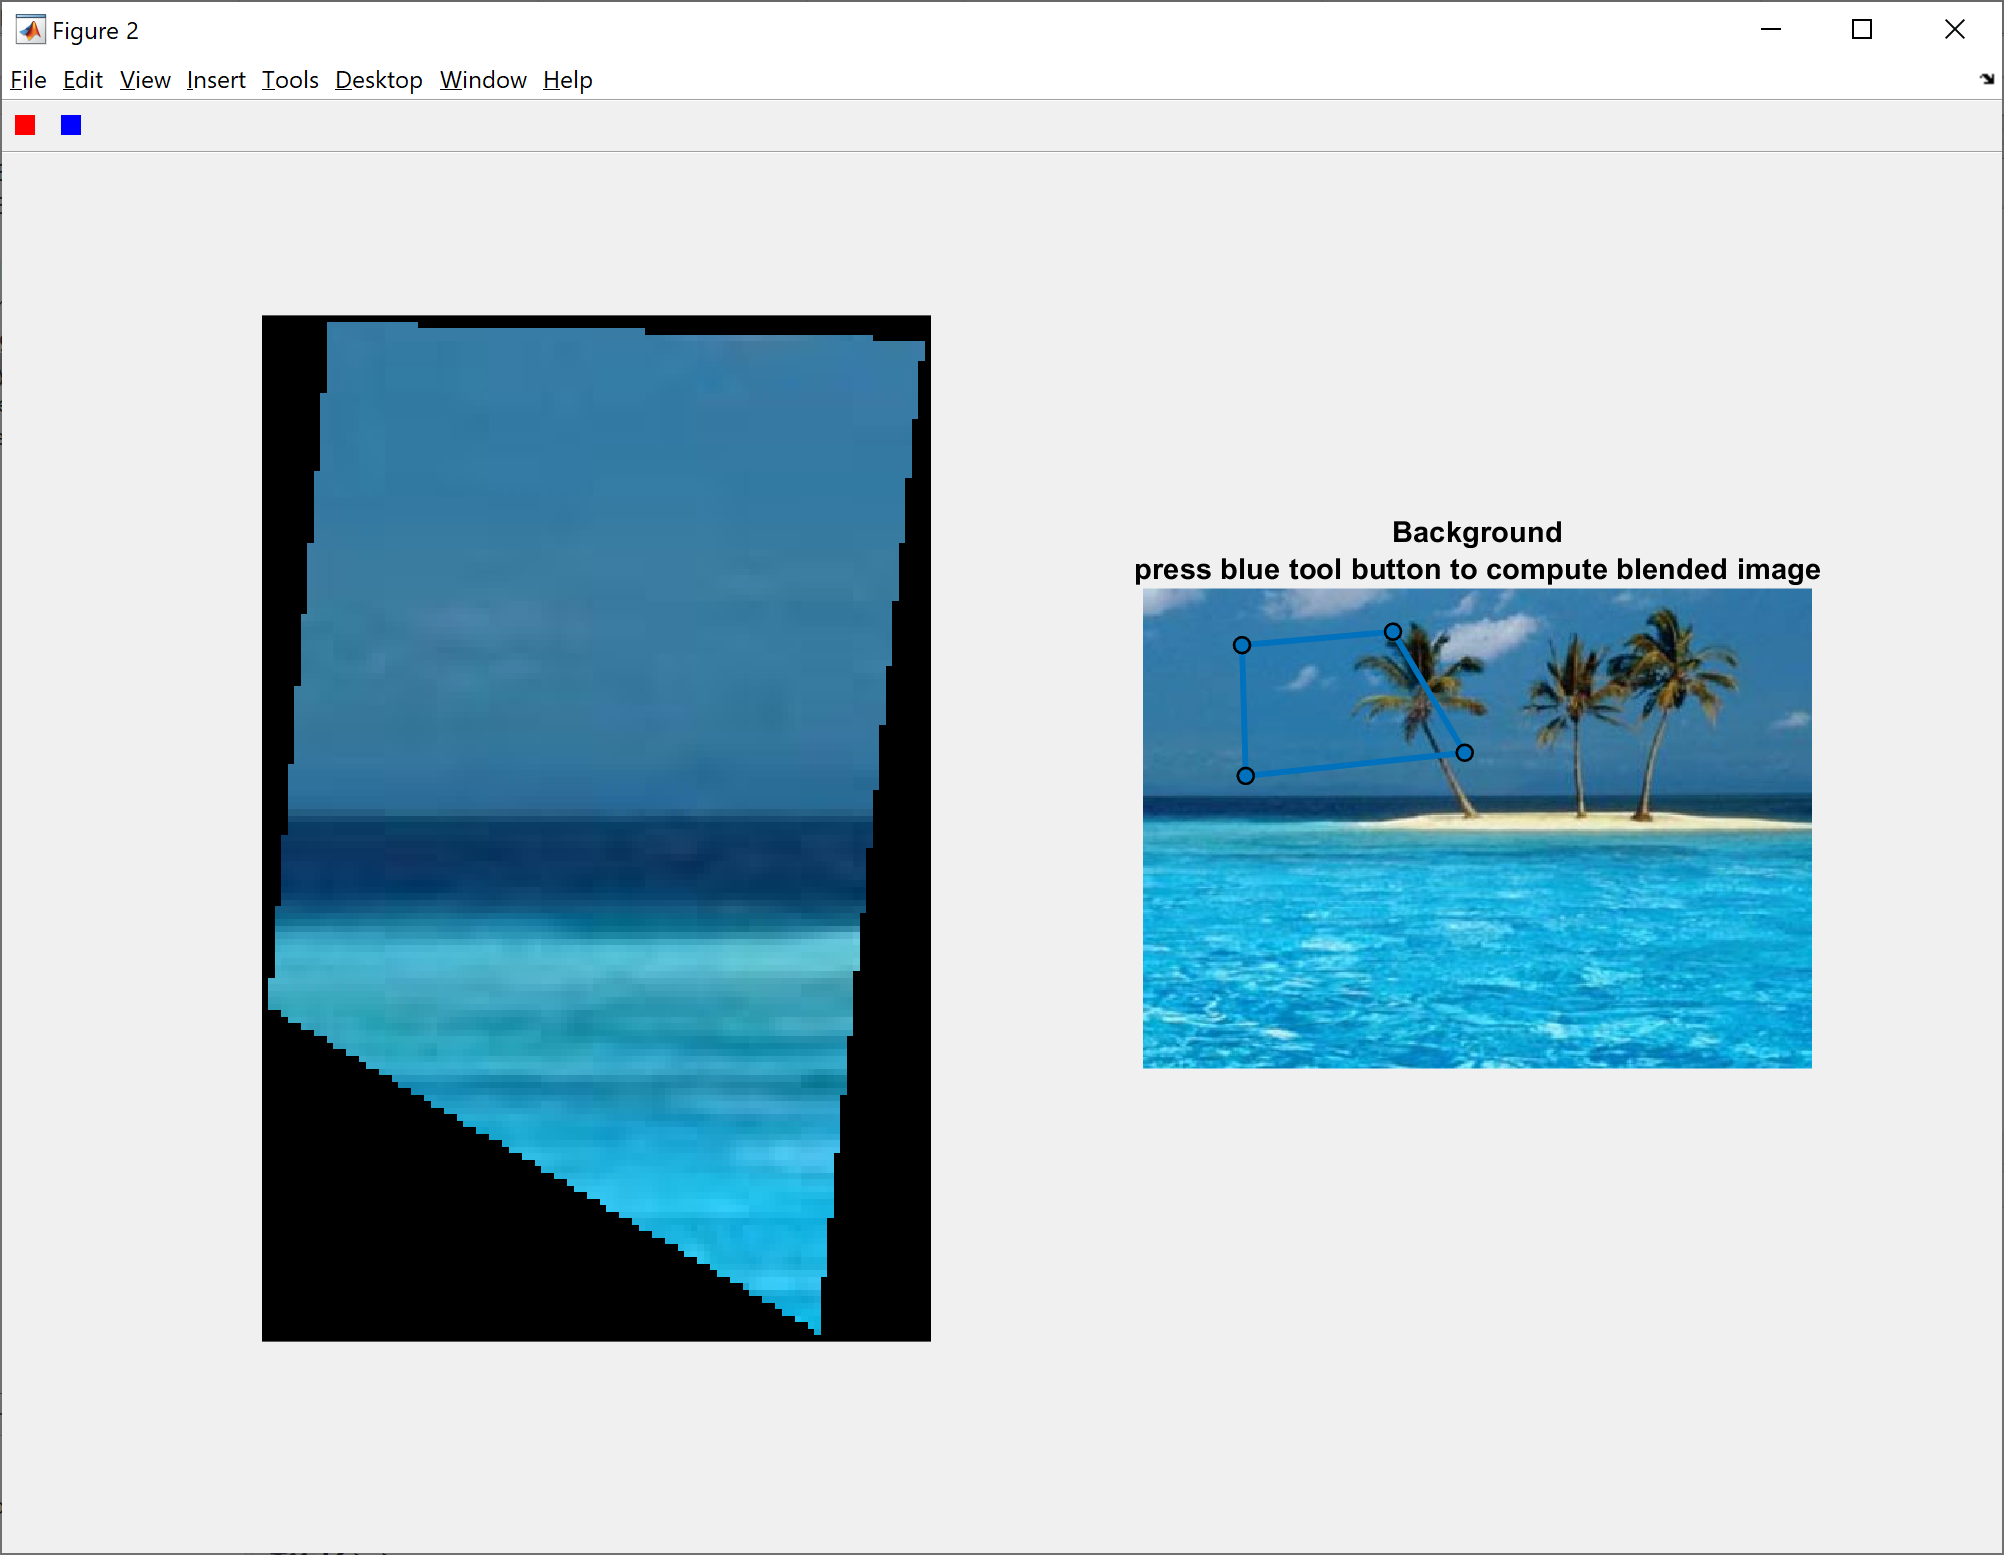 Figure 2
File Edit View Insert Tools Desktop Window Help
Background
press blue tool button to compute blended image